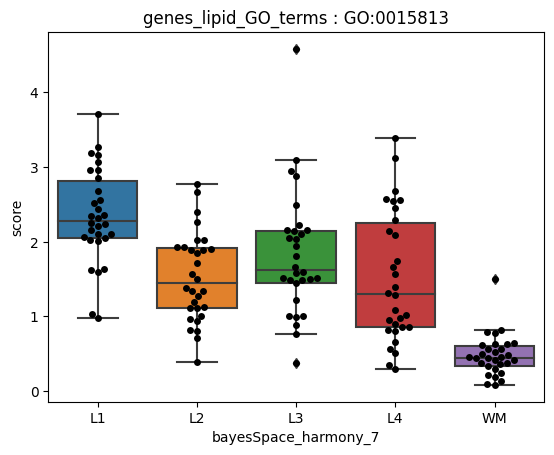 genes_lipid_GO_terms : GO:0015813
score
4
3
2
1
0
L1 L2 L3 L4 WM
bayesSpace_harmony_7